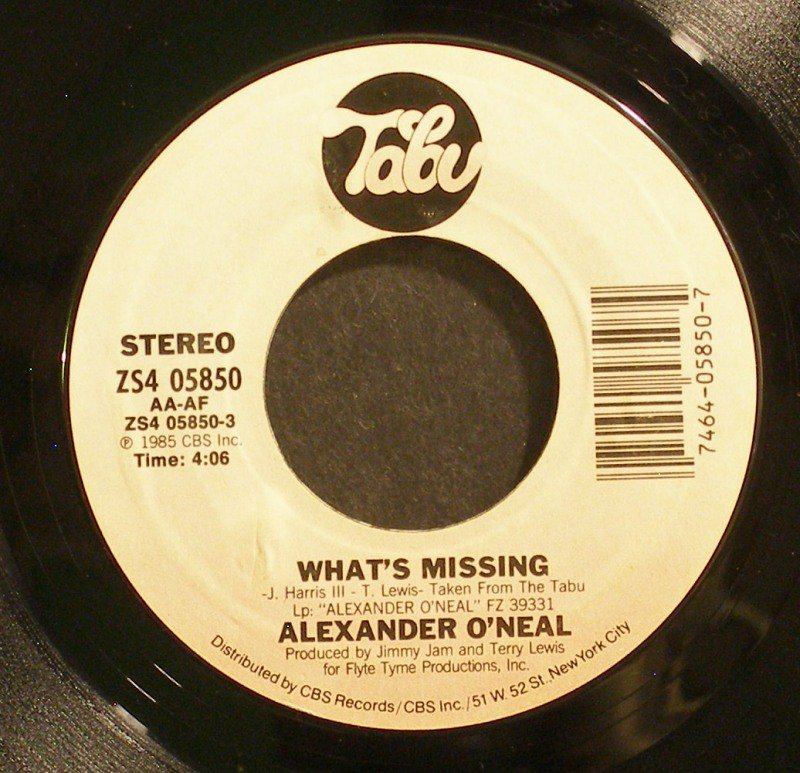 Tabu
STEREO
ZS4 05850
AA-AF
ZS4 05850-3
℗ 1985 CBS Inc.
Time: 4:06
7464-05850-7
WHAT'S MISSING
-J. Harris III - T. Lewis- Taken From The Tabu
Lp: "ALEXANDER O'NEAL" FZ 39331
ALEXANDER O'NEAL
Produced by Jimmy Jam and Terry Lewis
for Flyte Tyme Productions, Inc.
Distributed by CBS Records/CBS Inc./51 W. 52 St., New York City